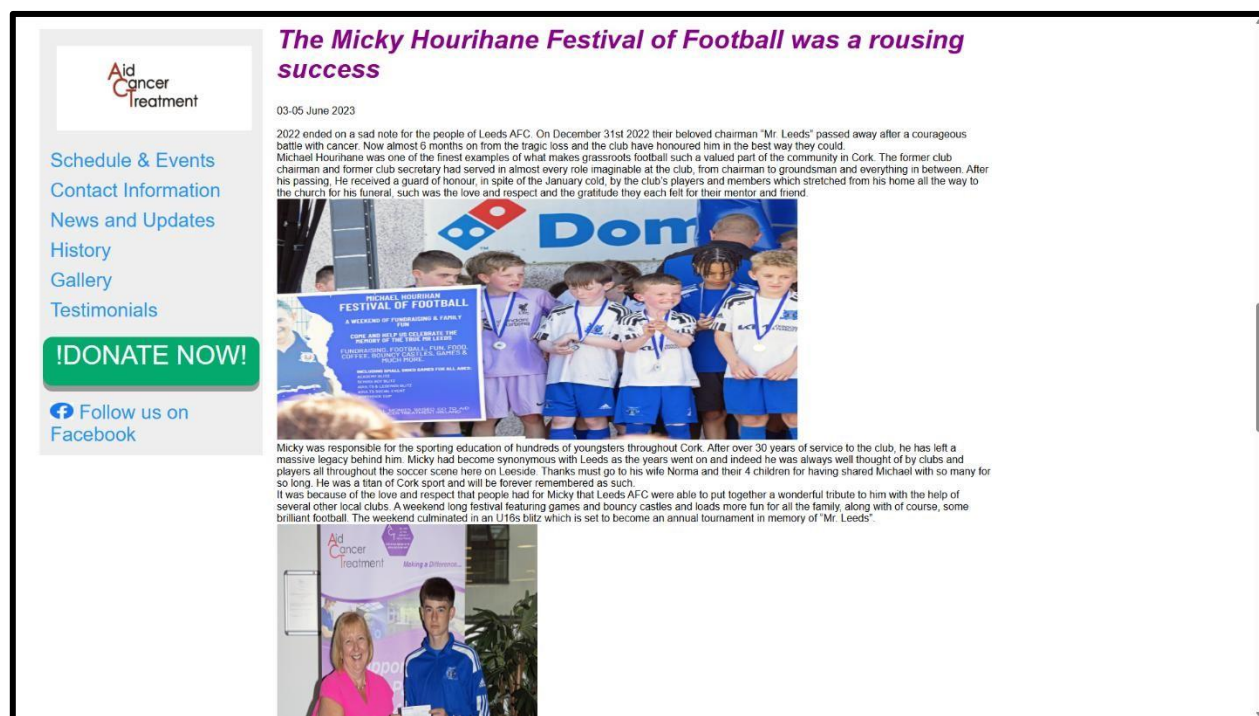 Aid
Cancer
Treatment
Schedule & Events
Contact Information
News and Updates
History
Gallery
Testimonials
!DONATE NOW!
Follow us on
Facebook
The Micky Hourihane Festival of Football was a rousing
success
03-05 June 2023
2022 ended on a sad note for the people of Leeds AFC. On December 31st 2022 their beloved chairman "Mr. Leeds" passed away after a courageous
battle with cancer. Now almost 6 months on from the tragic loss and the club have honoured him in the best way they could.
Michael Hourihane was one of the finest examples of what makes grassroots football such a valued part of the community in Cork. The former club
chairman and former club secretary had served in almost every role imaginable at the club, from chairman to groundsman and everything in between. After
his passing, He received a guard of honour, in spite of the January cold, by the club's players and members which stretched from his home all the way to
the church for his funeral, such was the love and respect and the gratitude they each felt for their mentor and friend.
Dom
MICHAEL HOURIHAN
FESTIVAL OF FOOTBALL
A WEEKEND OF FUNDRAISING & FAMILY
FUN
COME AND HELP US CELEBRATE THE
MEMORY OF THE TRUE MR LEEDS
FUNDRAISING, FOOTBALL, FUN, FOOD,
COFFEE, BOUNCY CASTLES, GAMES &
MUCH MORE.
INCLUDING SMALL SIDED GAMES FOR ALL AGES:
Micky was responsible for the sporting education of hundreds of youngsters throughout Cork. After over 30 years of service to the club, he has left a
massive legacy behind him. Micky had become synonymous with Leeds as the years went on and indeed he was always well thought of by clubs and
players all throughout the soccer scene here on Leeside. Thanks must go to his wife Norma and their 4 children for having shared Michael with so many for
so long. He was a titan of Cork sport and will be forever remembered as such.
It was because of the love and respect that people had for Micky that Leeds AFC were able to put together a wonderful tribute to him with the help of
several other local clubs. A weekend long festival featuring games and bouncy castles and loads more fun for all the family, along with of course, some
brilliant football. The weekend culminated in an U16s blitz which is set to become an annual tournament in memory of "Mr. Leeds".
Aid
Cancer
Treatment
Making a Difference...